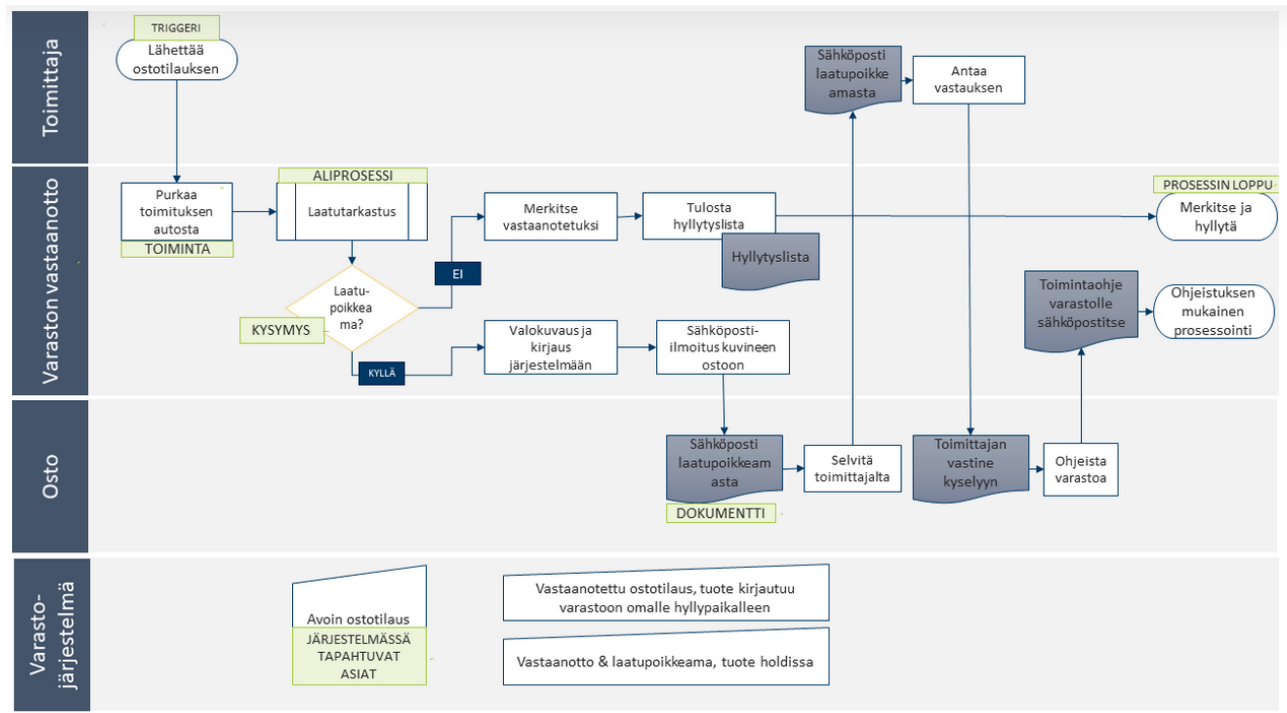 Toimittaja
TRIGGERI
Lähettää
ostotilauksen
Sähköposti
laatupoikke
amasta
Antaa
vastauksen
Varaston vastaanotto
Purkaa
toimituksen
autosta
TOIMINTA
ALIPROSESSI
Laatutarkastus
Merkitse
vastaanotetuksi
Tulosta
hyllytyslista
Hyllytyslista
PROSESSIN LOPPU
Merkitse ja
hyllytä
EI
Laatu-
poikkea
ma?
KYSYMYS
KYLLÄ
Valokuvaus ja
kirjaus
järjestelmään
Sähköposti-
ilmoitus kuvineen
ostoon
Toimintaohje
varastolle
sähköpostitse
Ohjeistuksen
mukainen
prosessointi
Osto
Sähköposti
laatupoikkeam
asta
DOKUMENTTI
Selvitä
toimittajalta
Toimittajan
vastine
kyselyyn
Ohjeista
varastoa
Varasto-
järjestelmä
Avoin ostotilaus
JÄRJESTELMÄSSÄ
TAPAHTUVAT
ASIAT
Vastaanotettu ostotilaus, tuote kirjautuu
varastoon omalle hyllypaikalleen
Vastaanotto & laatupoikkeama, tuote holdissa